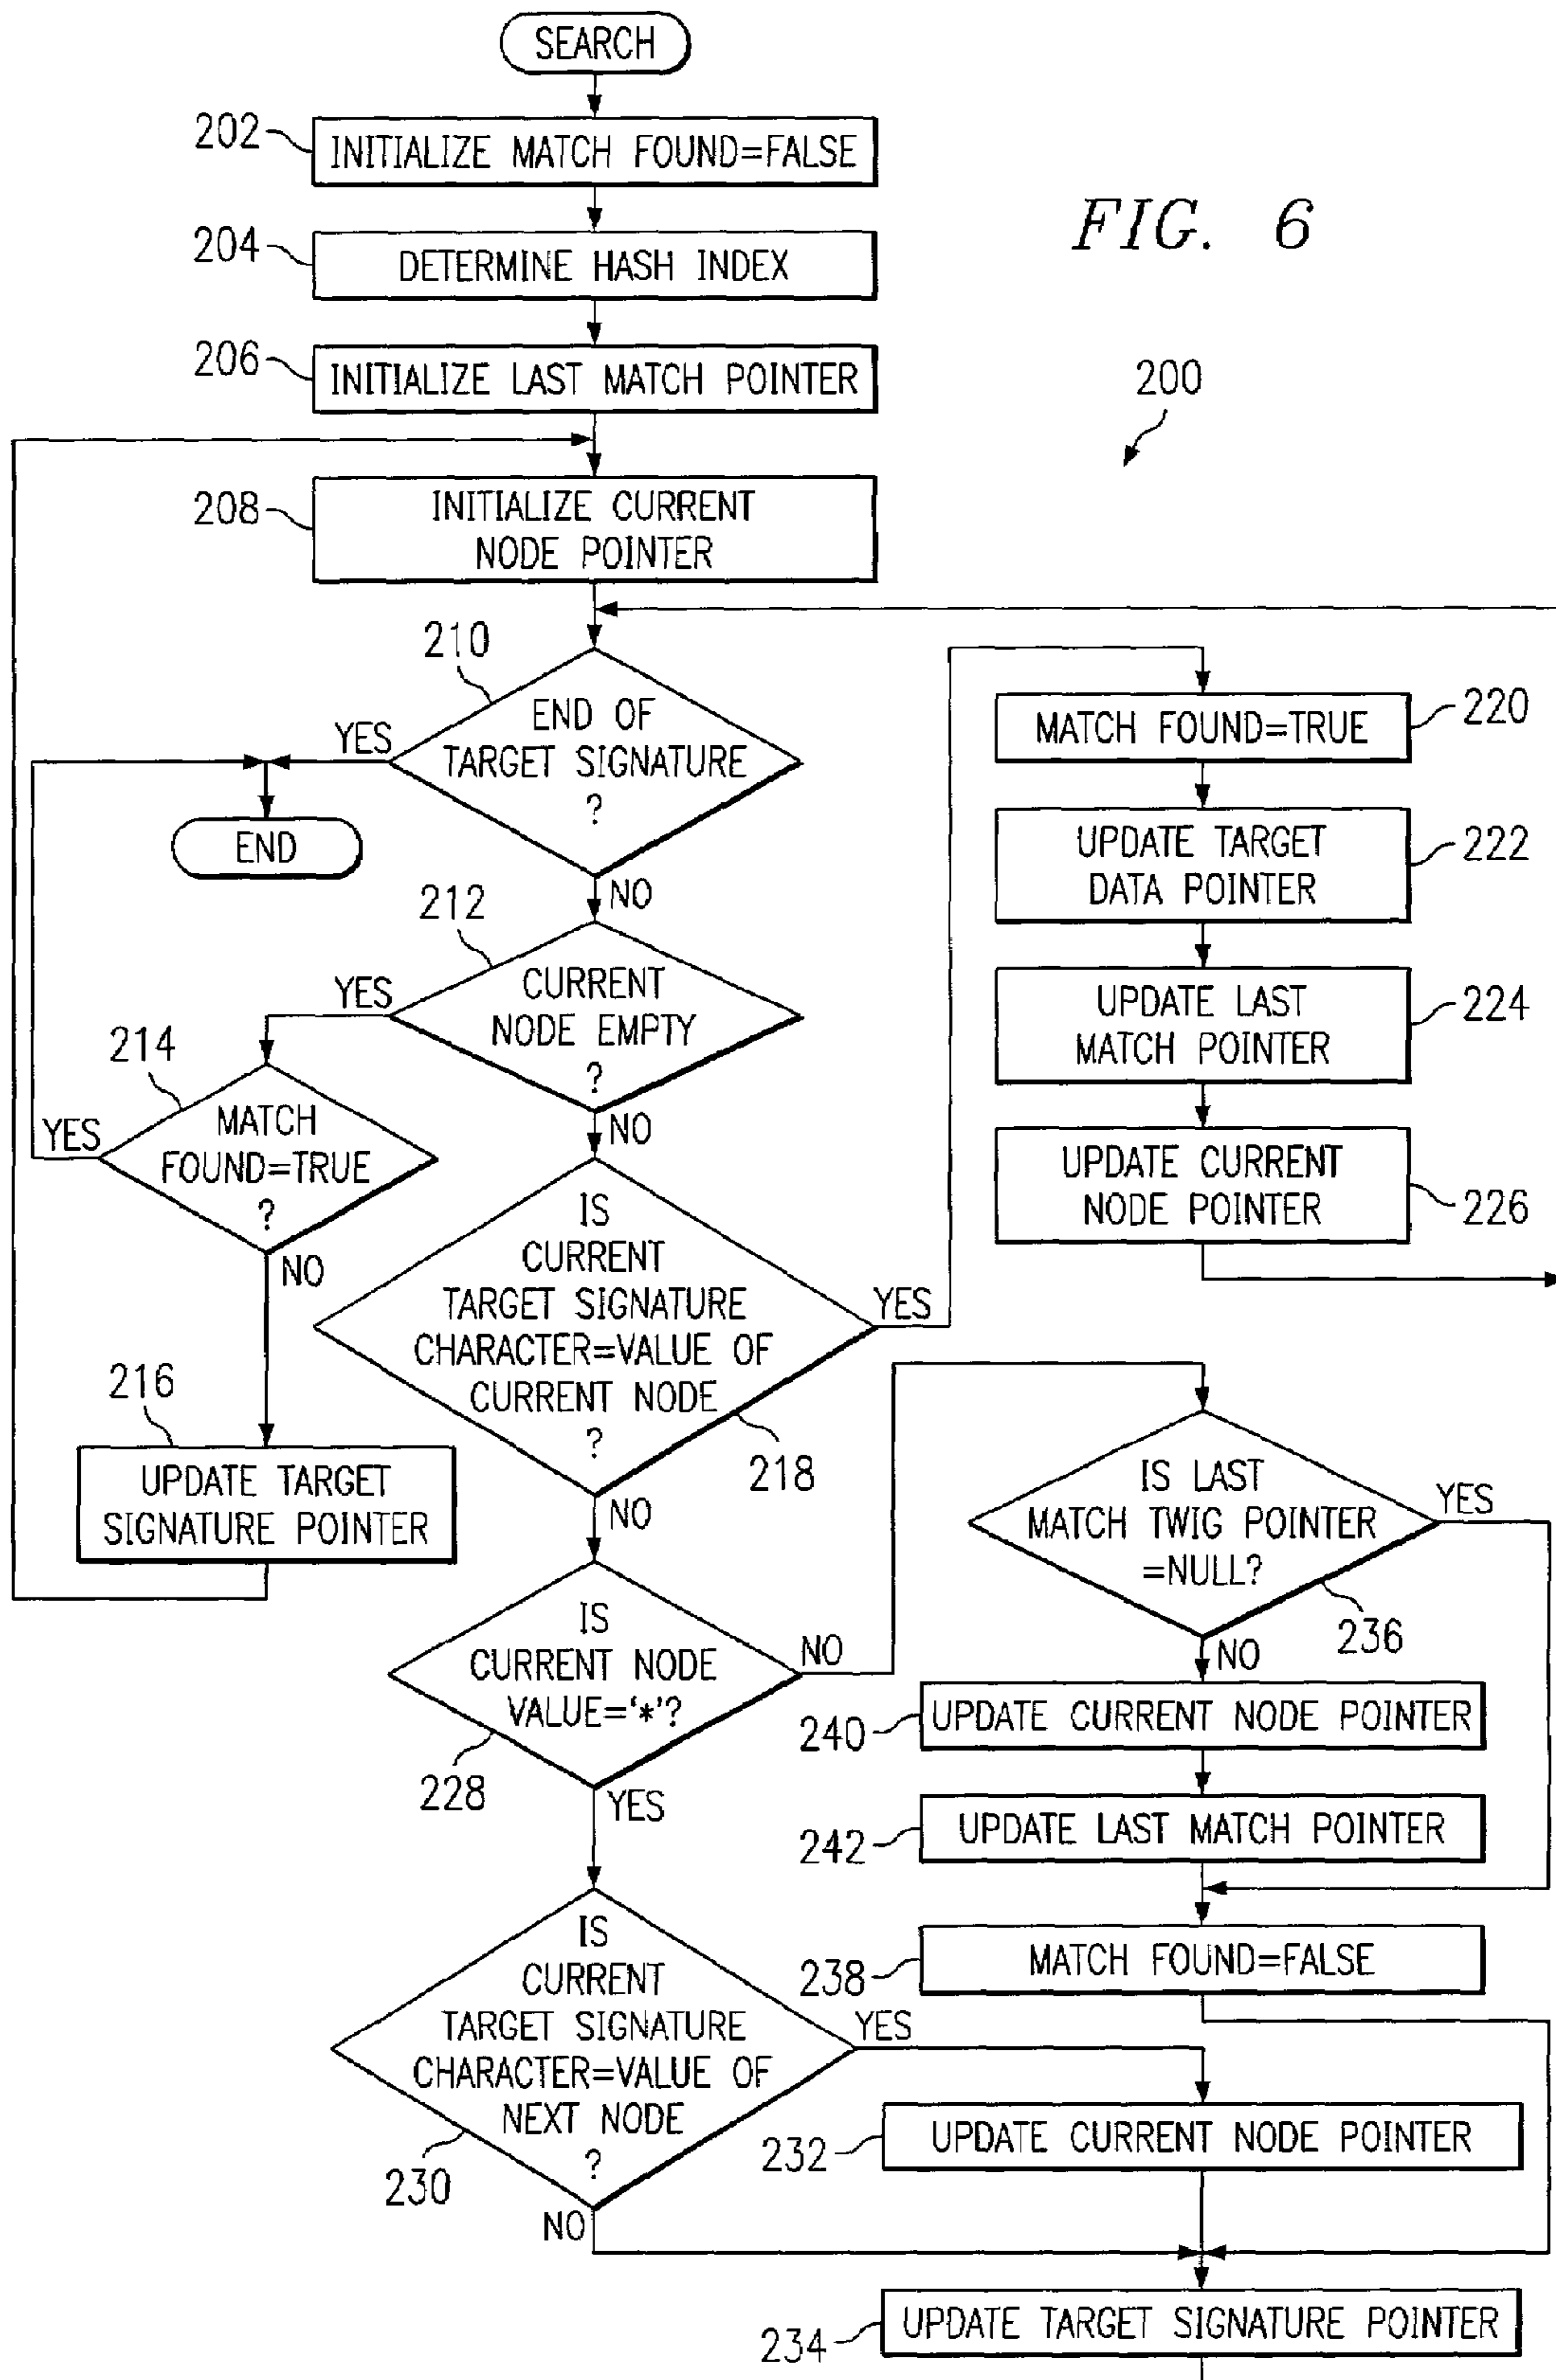 SEARCH
202
INITIALIZE MATCH FOUND=FALSE
FIG. 6
204
DETERMINE HASH INDEX
206
INITIALIZE LAST MATCH POINTER
200
208
INITIALIZE CURRENT
NODE POINTER
210
END OF
TARGET SIGNATURE
?
YES
END
NO
220
MATCH FOUND=TRUE
222
UPDATE TARGET
DATA POINTER
224
UPDATE LAST
MATCH POINTER
226
UPDATE CURRENT
NODE POINTER
212
CURRENT
NODE EMPTY
?
YES
NO
214
MATCH
FOUND=TRUE
?
YES
NO
216
UPDATE TARGET
SIGNATURE POINTER
IS
CURRENT
TARGET SIGNATURE
CHARACTER=VALUE OF
CURRENT NODE
?
YES
218
NO
IS
CURRENT NODE
VALUE=‘*’?
NO
228
YES
IS LAST
MATCH TWIG POINTER
=NULL?
YES
236
NO
240
UPDATE CURRENT NODE POINTER
242
UPDATE LAST MATCH POINTER
238
MATCH FOUND=FALSE
IS
CURRENT
TARGET SIGNATURE
CHARACTER=VALUE OF
NEXT NODE
?
YES
230
NO
232
UPDATE CURRENT NODE POINTER
234
UPDATE TARGET SIGNATURE POINTER